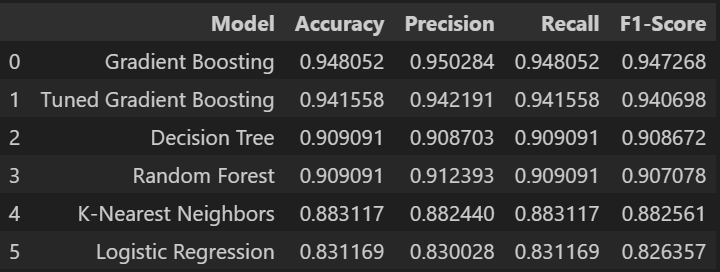 Model Accuracy Precision Recall F1-Score
0 Gradient Boosting 0.948052 0.950284 0.948052 0.947268
1 Tuned Gradient Boosting 0.941558 0.942191 0.941558 0.940698
2 Decision Tree 0.909091 0.908703 0.909091 0.908672
3 Random Forest 0.909091 0.912393 0.909091 0.907078
4 K-Nearest Neighbors 0.883117 0.882440 0.883117 0.882561
5 Logistic Regression 0.831169 0.830028 0.831169 0.826357